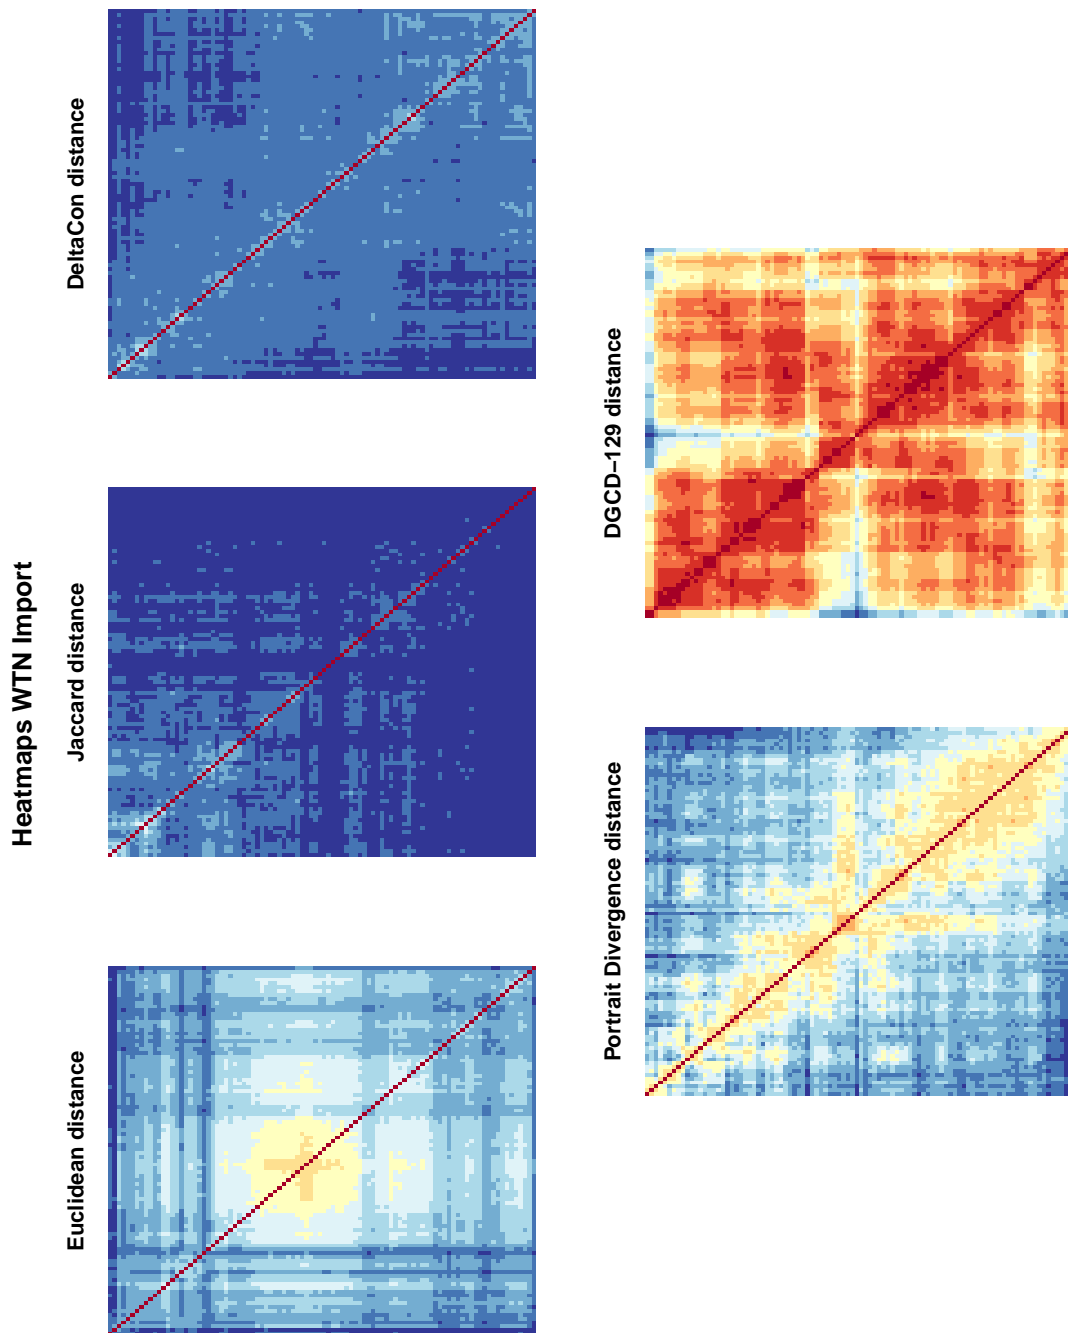 Heatmaps WTN Import
Euclidean distance
Jaccard distance
DeltaCon distance
Portrait Divergence distance
DGCD−129 distance